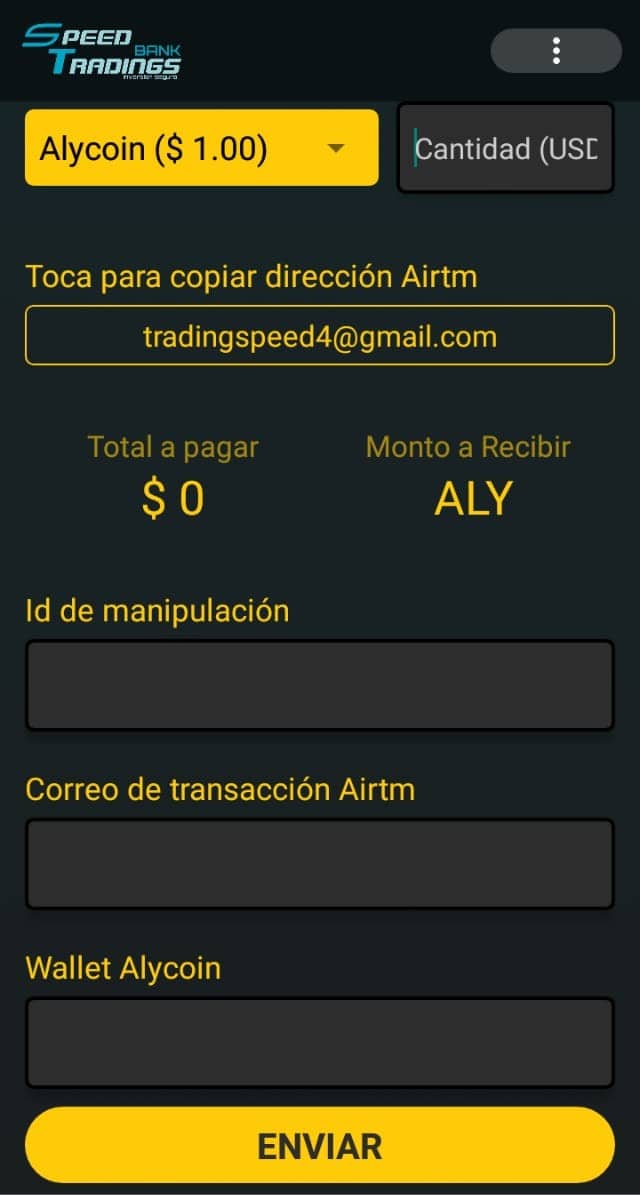 SPEED
BANK
TRADINGS
inversión segura
Alycoin ($ 1.00)
Cantidad (USD
Toca para copiar dirección Airtm
tradingspeed4@gmail.com
Total a pagar
Monto a Recibir
$ 0
ALY
Id de manipulación
Correo de transacción Airtm
Wallet Alycoin
ENVIAR